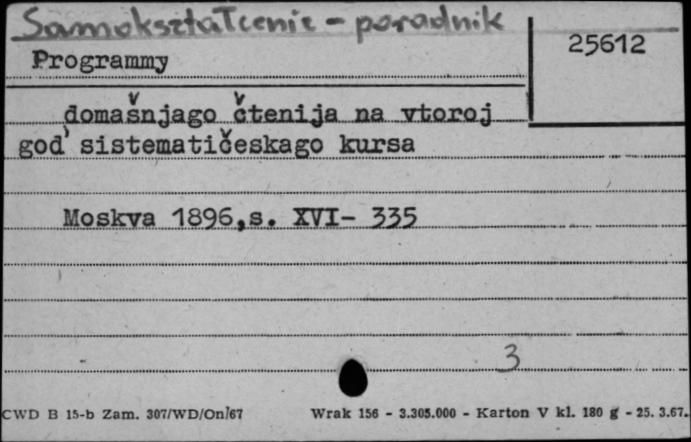 Samokształcenie - poradnik
25612
Programmy
domašnjago čtenija na vtoroj
god' sistematičeskago kursa
Moskva 1896,s. XVI- 335
3
CWD B 15-b Zam. 307/WD/On/67 Wrak 156 - 3.305.000 - Karton V kl. 180 g - 25. 3.67.